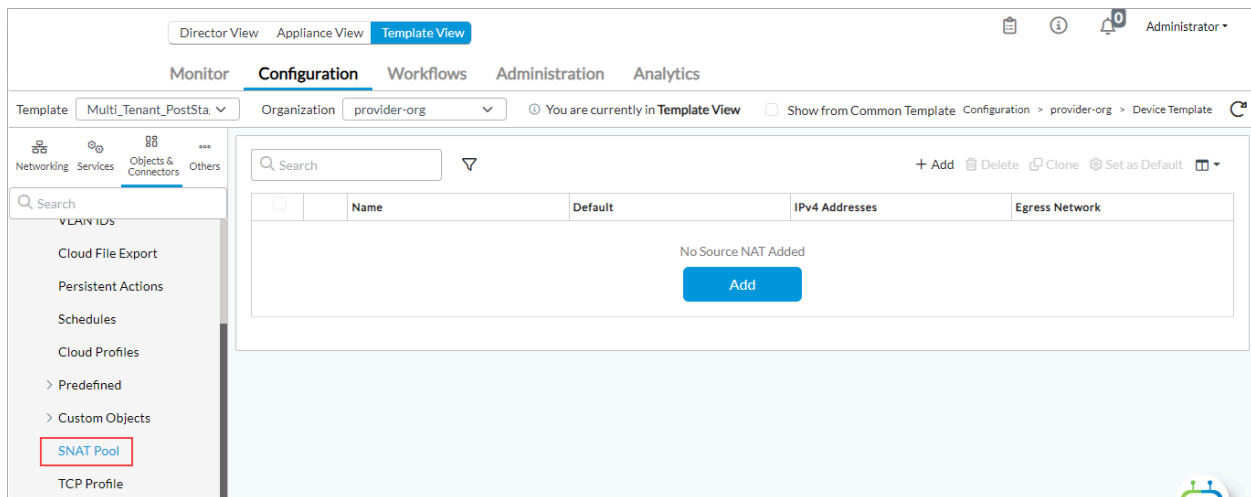 Director View Appliance View Template View 0 Administrator
Monitor Configuration Workflows Administration Analytics
Template Multi_Tenant_PostSta Organization provider-org You are currently in Template View Show from Common Template Configuration > provider-org > Device Template
Networking Services Objects & Connectors Others
Search
Search
+ Add Delete Clone Set as Default
Name Default IPv4 Addresses Egress Network
No Source NAT Added
Add
VLAN IDs
Cloud File Export
Persistent Actions
Schedules
Cloud Profiles
> Predefined
> Custom Objects
SNAT Pool
TCP Profile